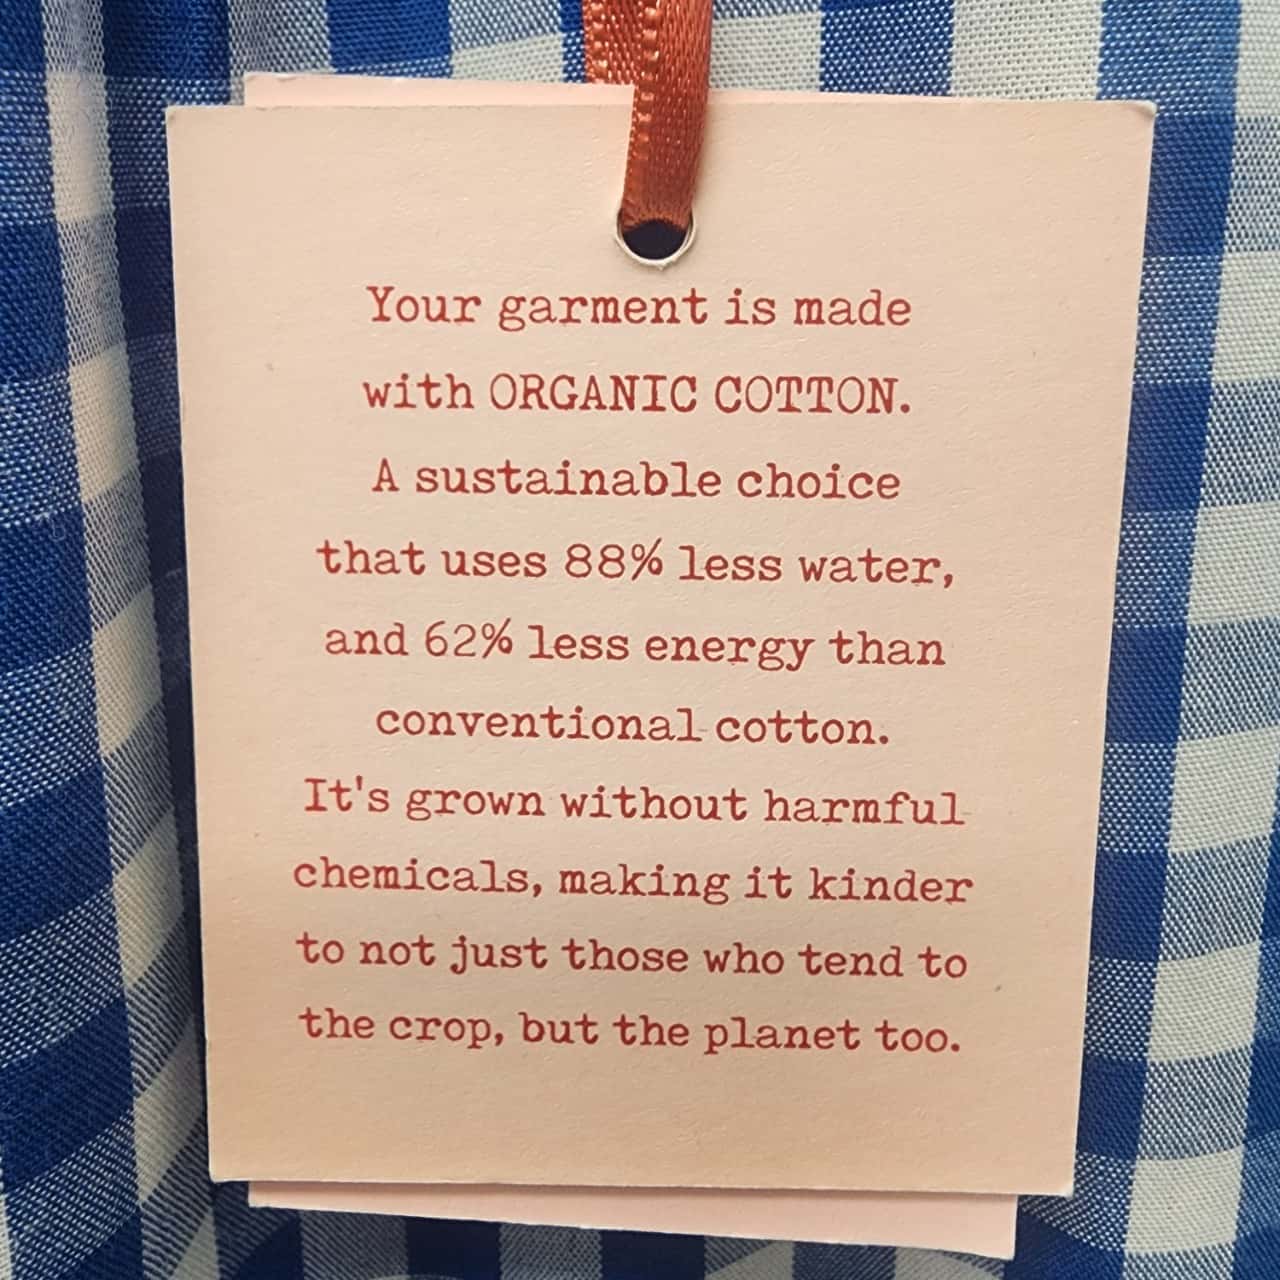 Your garment is made
with ORGANIC COTTON.
A sustainable choice
that uses 88% less water,
and 62% less energy than
conventional cotton.
It's grown without harmful
chemicals, making it kinder
to not just those who tend to
the crop, but the planet too.